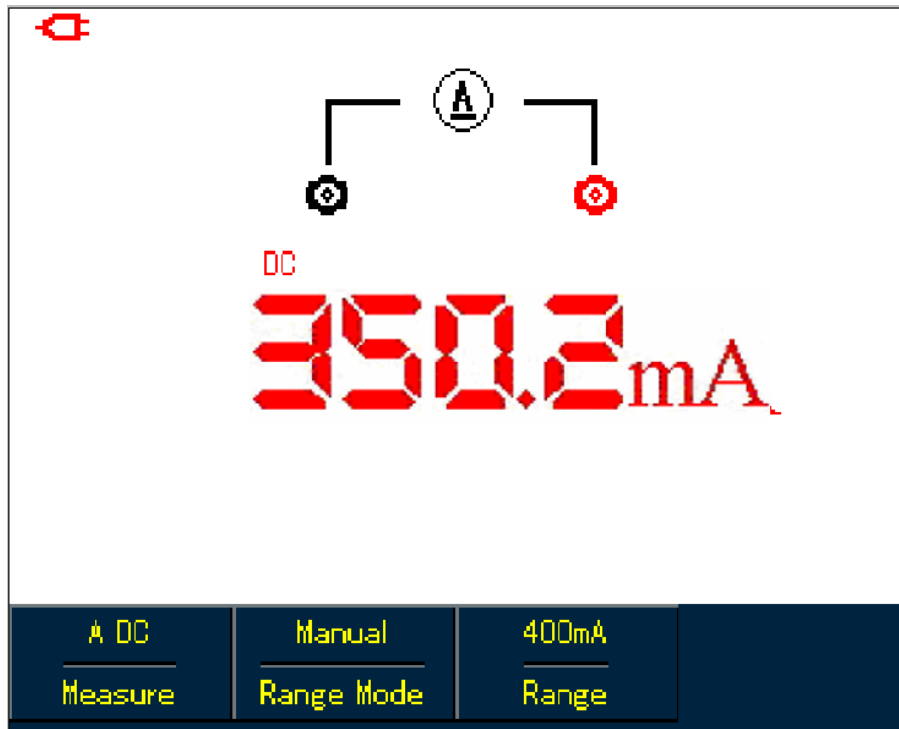 A
DC
350.2mA
A DC
Measure
Manual
Range Mode
400mA
Range